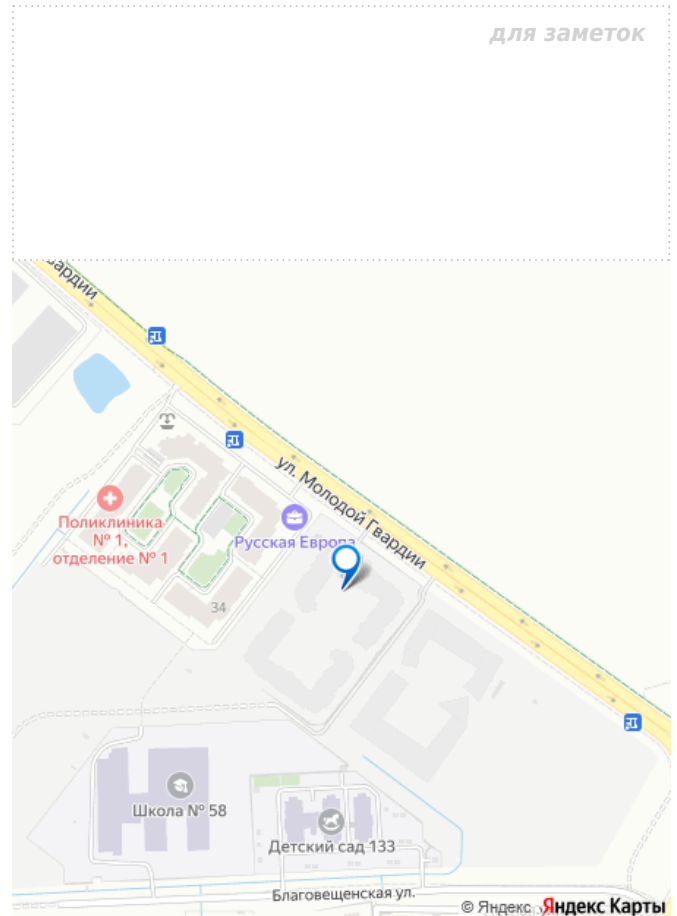 для заметок
вардии
ул. Молодой Гвардии
Поликлиника
№ 1,
отделение № 1
Русская Европа
34
Школа № 58
Детский сад 133
Благовещенская ул.
© Яндекс Яндекс Карты